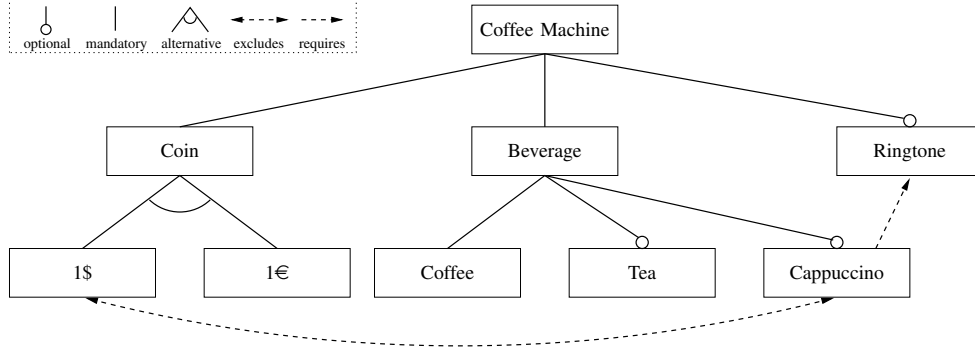 Coffee Machine
optional mandatory alternative excludes requires
Coin Beverage Ringtone
1$ 1€ Coffee Tea Cappuccino